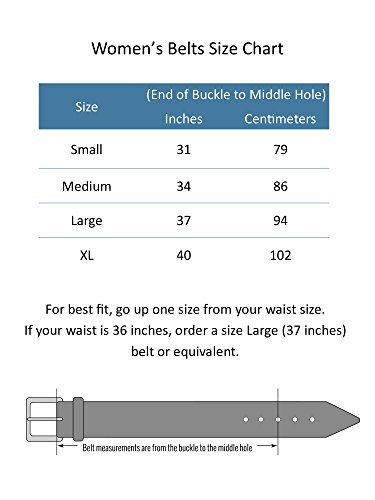 Women’s Belts Size Chart
Size (End of Buckle to Middle Hole)
Inches Centimeters
Small 31 79
Medium 34 86
Large 37 94
XL 40 102
For best fit, go up one size from your waist size.
If your waist is 36 inches, order a size Large (37 inches)
belt or equivalent.
Belt measurements are from the buckle to the middle hole